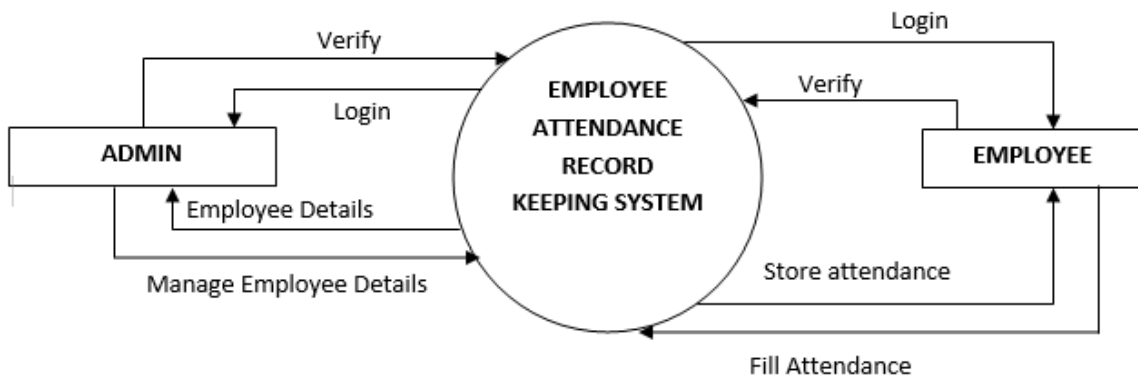 Verify
Login
ADMIN
Employee Details
Manage Employee Details
EMPLOYEE
ATTENDANCE
RECORD
KEEPING SYSTEM
Login
Verify
EMPLOYEE
Store attendance
Fill Attendance